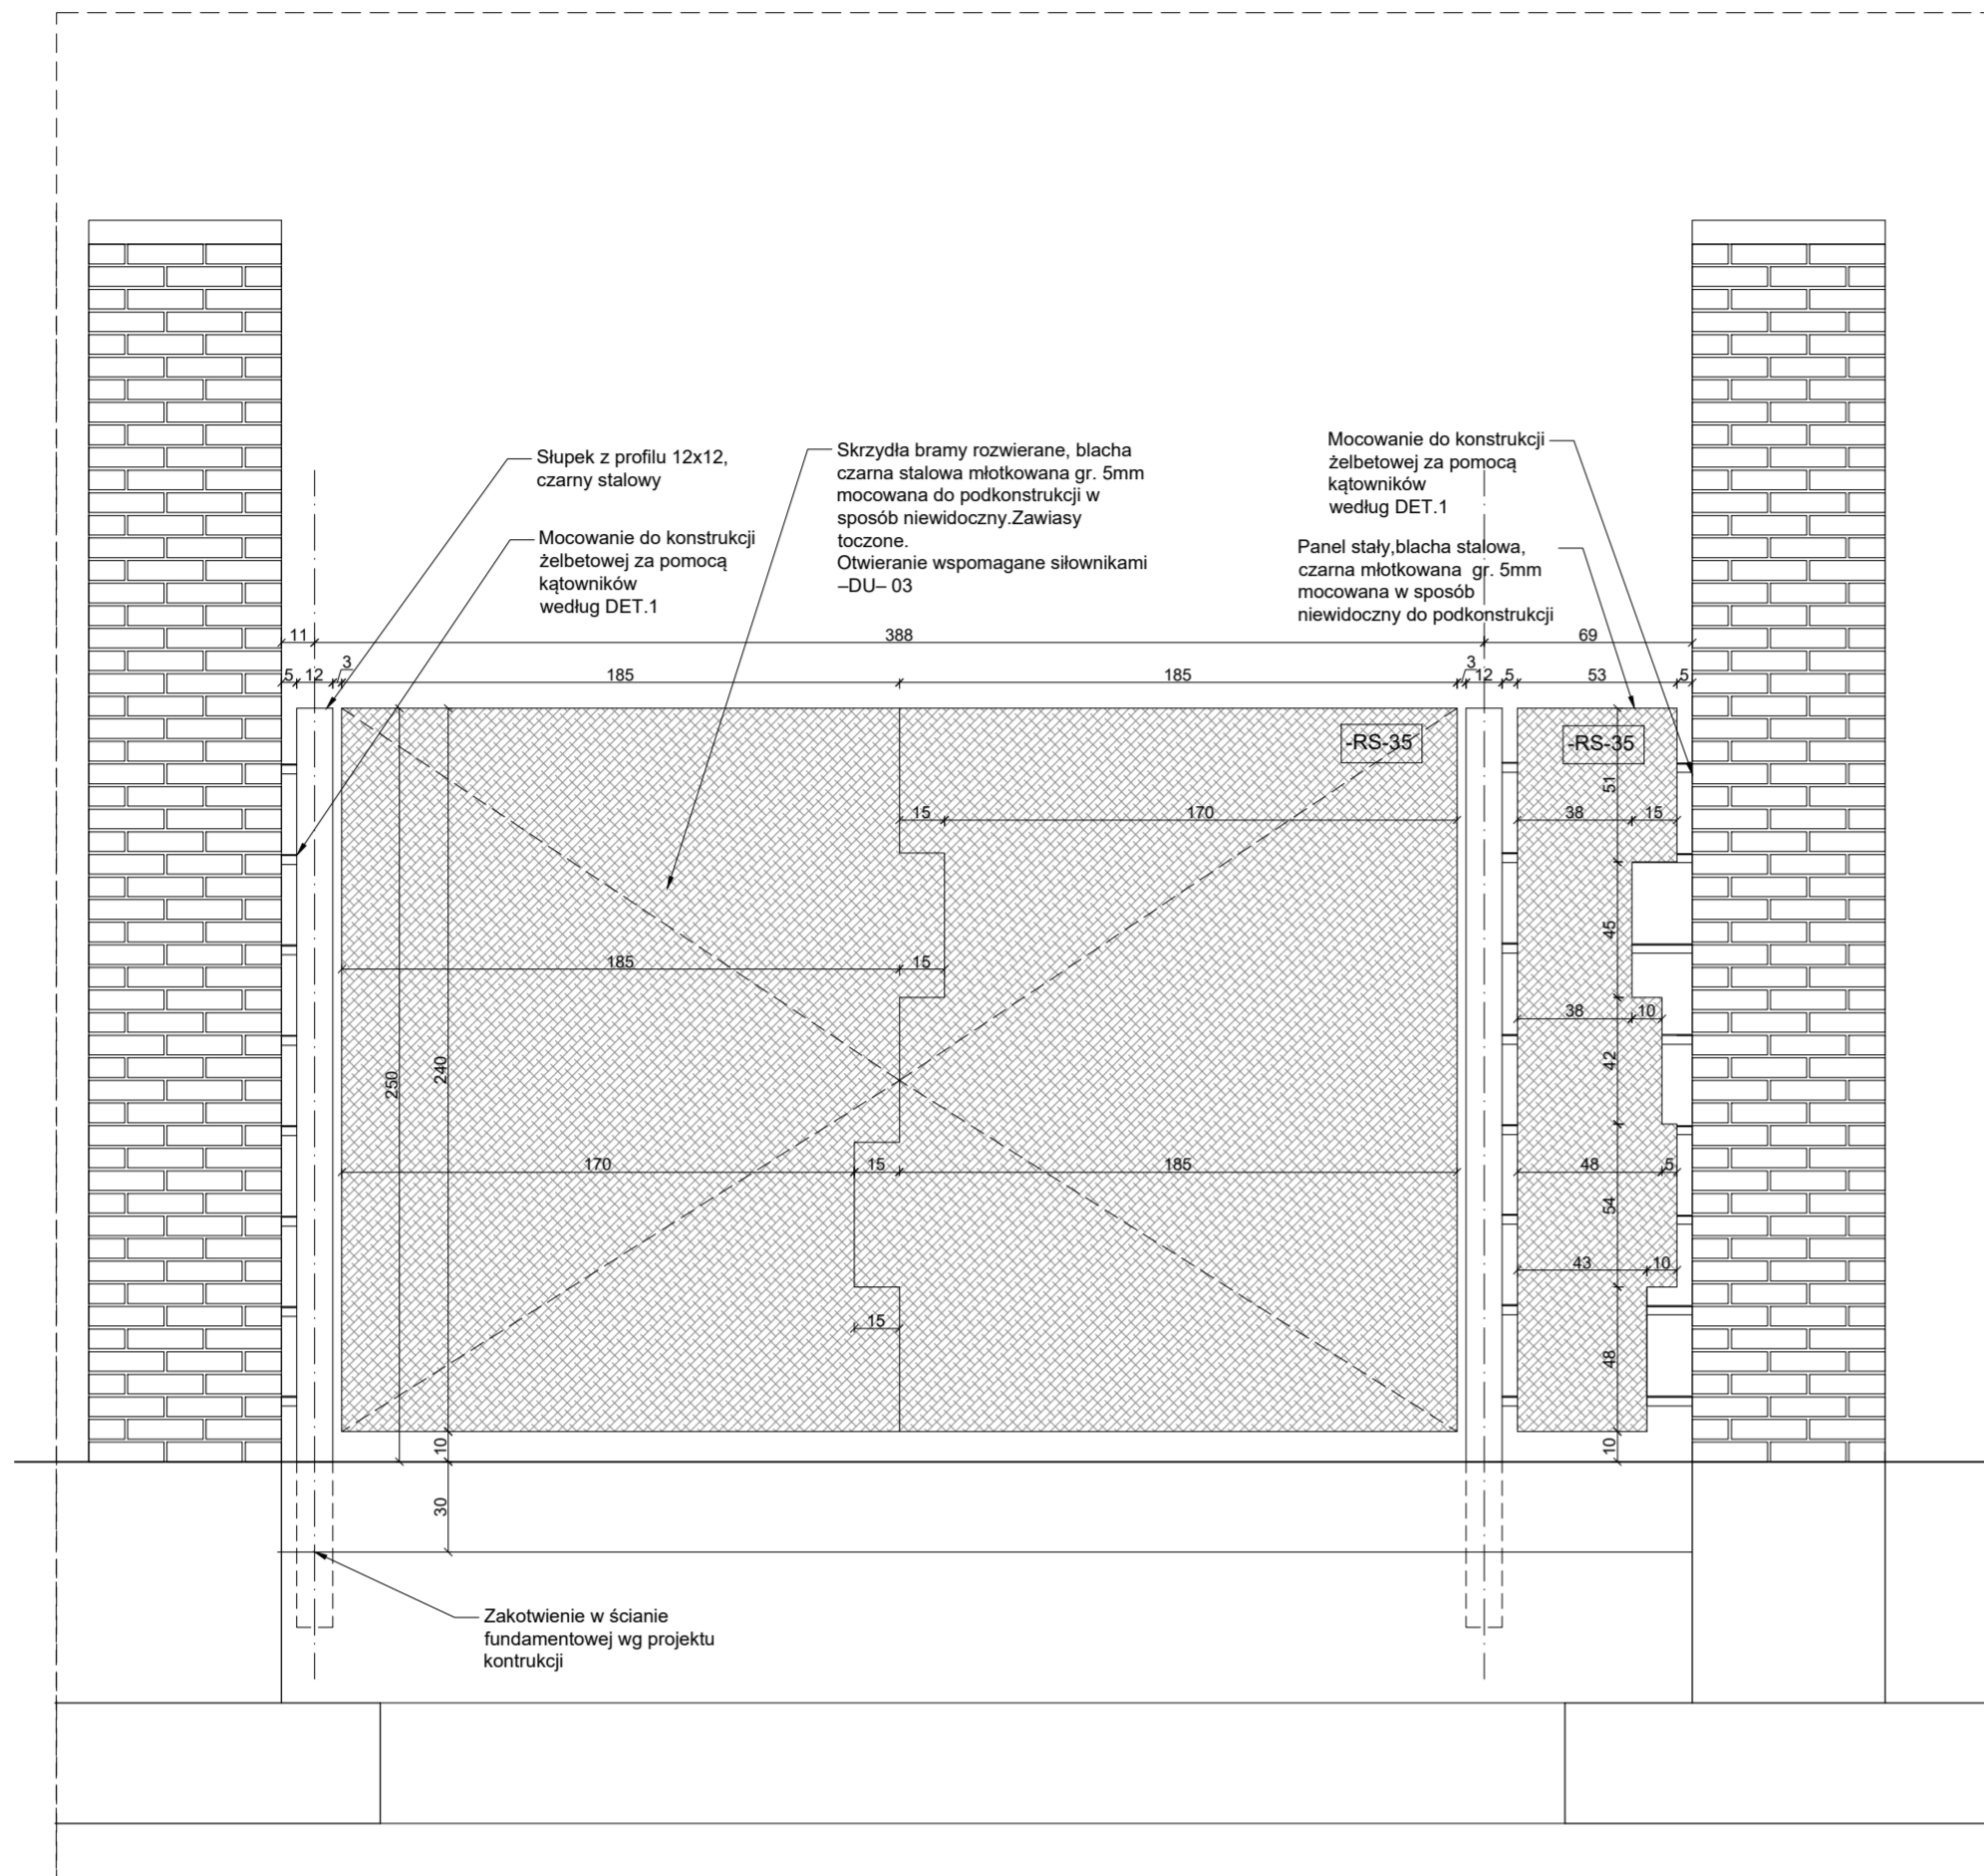 Słupek z profilu 12x12,
czarny stalowy
Mocowanie do konstrukcji
żelbetowej za pomocą
kątowników
według DET.1
Skrzydła bramy rozwierane, blacha
czarna stalowa młotkowana gr. 5mm
mocowana do podkonstrukcji w
sposób niewidoczny.Zawiasy
toczone.
Otwieranie wspomagane siłownikami
–DU– 03
Mocowanie do konstrukcji
żelbetowej za pomocą
kątowników
według DET.1
Panel stały,blacha stalowa,
czarna młotkowana gr. 5mm
mocowana w sposób
niewidoczny do podkonstrukcji
11 388 69
5 12 3 185 185 3 12 5 53 5
-RS-35 -RS-35
51
15 170 38 15
45
185 15
38 10
250 240 42
170 15 185 48 5
54
43 10
15
48
10 10
30
Zakotwienie w ścianie
fundamentowej wg projektu
kontrukcji